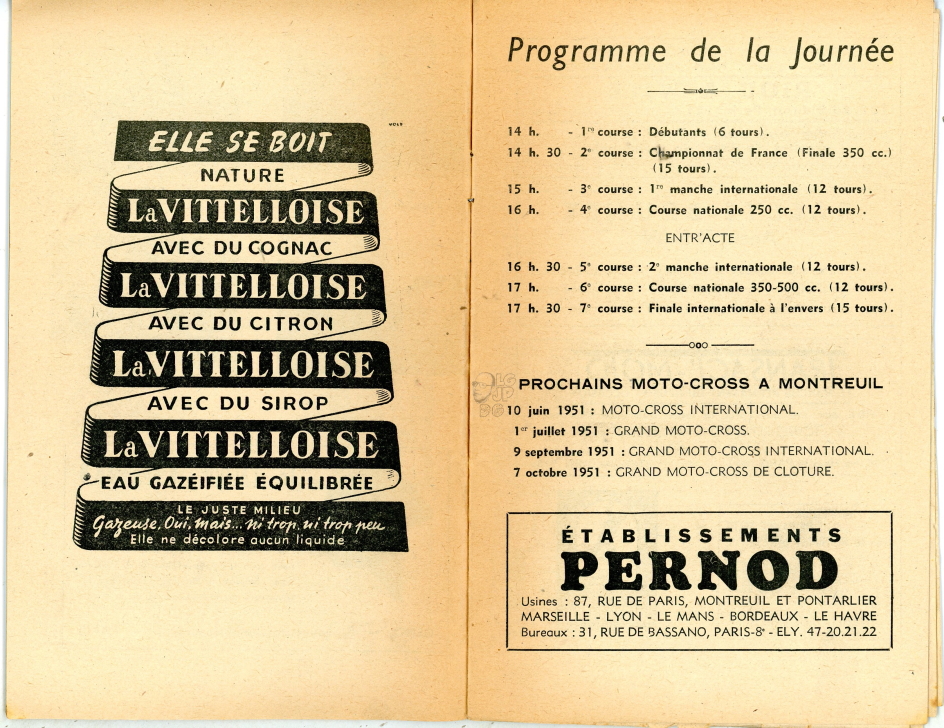 ELLE SE BOIT
NATURE
La VITTELLOISE
AVEC DU COGNAC
La VITTELLOISE
AVEC DU CITRON
La VITTELLOISE
AVEC DU SIROP
La VITTELLOISE
EAU GAZÉIFIÉE ÉQUILIBRÉE
LE JUSTE MILIEU
Gazeuse. Oui, mais... ni trop, ni trop peu
Elle ne décolore aucun liquide
Programme de la Journée
14 h. - 1re course : Débutants (6 tours).
14 h. 30 - 2e course : Championnat de France (Finale 350 cc.)
(15 tours).
15 h. - 3e course : 1re manche internationale (12 tours).
16 h. - 4e course : Course nationale 250 cc. (12 tours).
ENTR'ACTE
16 h. 30 - 5e course : 2e manche internationale (12 tours).
17 h. - 6e course : Course nationale 350-500 cc. (12 tours).
17 h. 30 - 7e course : Finale internationale à l'envers (15 tours).
PROCHAINS MOTO-CROSS A MONTREUIL
10 juin 1951 : MOTO-CROSS INTERNATIONAL.
1er juillet 1951 : GRAND MOTO-CROSS.
9 septembre 1951 : GRAND MOTO-CROSS INTERNATIONAL.
7 octobre 1951 : GRAND MOTO-CROSS DE CLOTURE.
ÉTABLISSEMENTS
PERNOD
Usines : 87, RUE DE PARIS, MONTREUIL ET PONTARLIER
MARSEILLE - LYON - LE MANS - BORDEAUX - LE HAVRE
Bureaux : 31, RUE DE BASSANO, PARIS-8e - ELY. 47-20.21.22